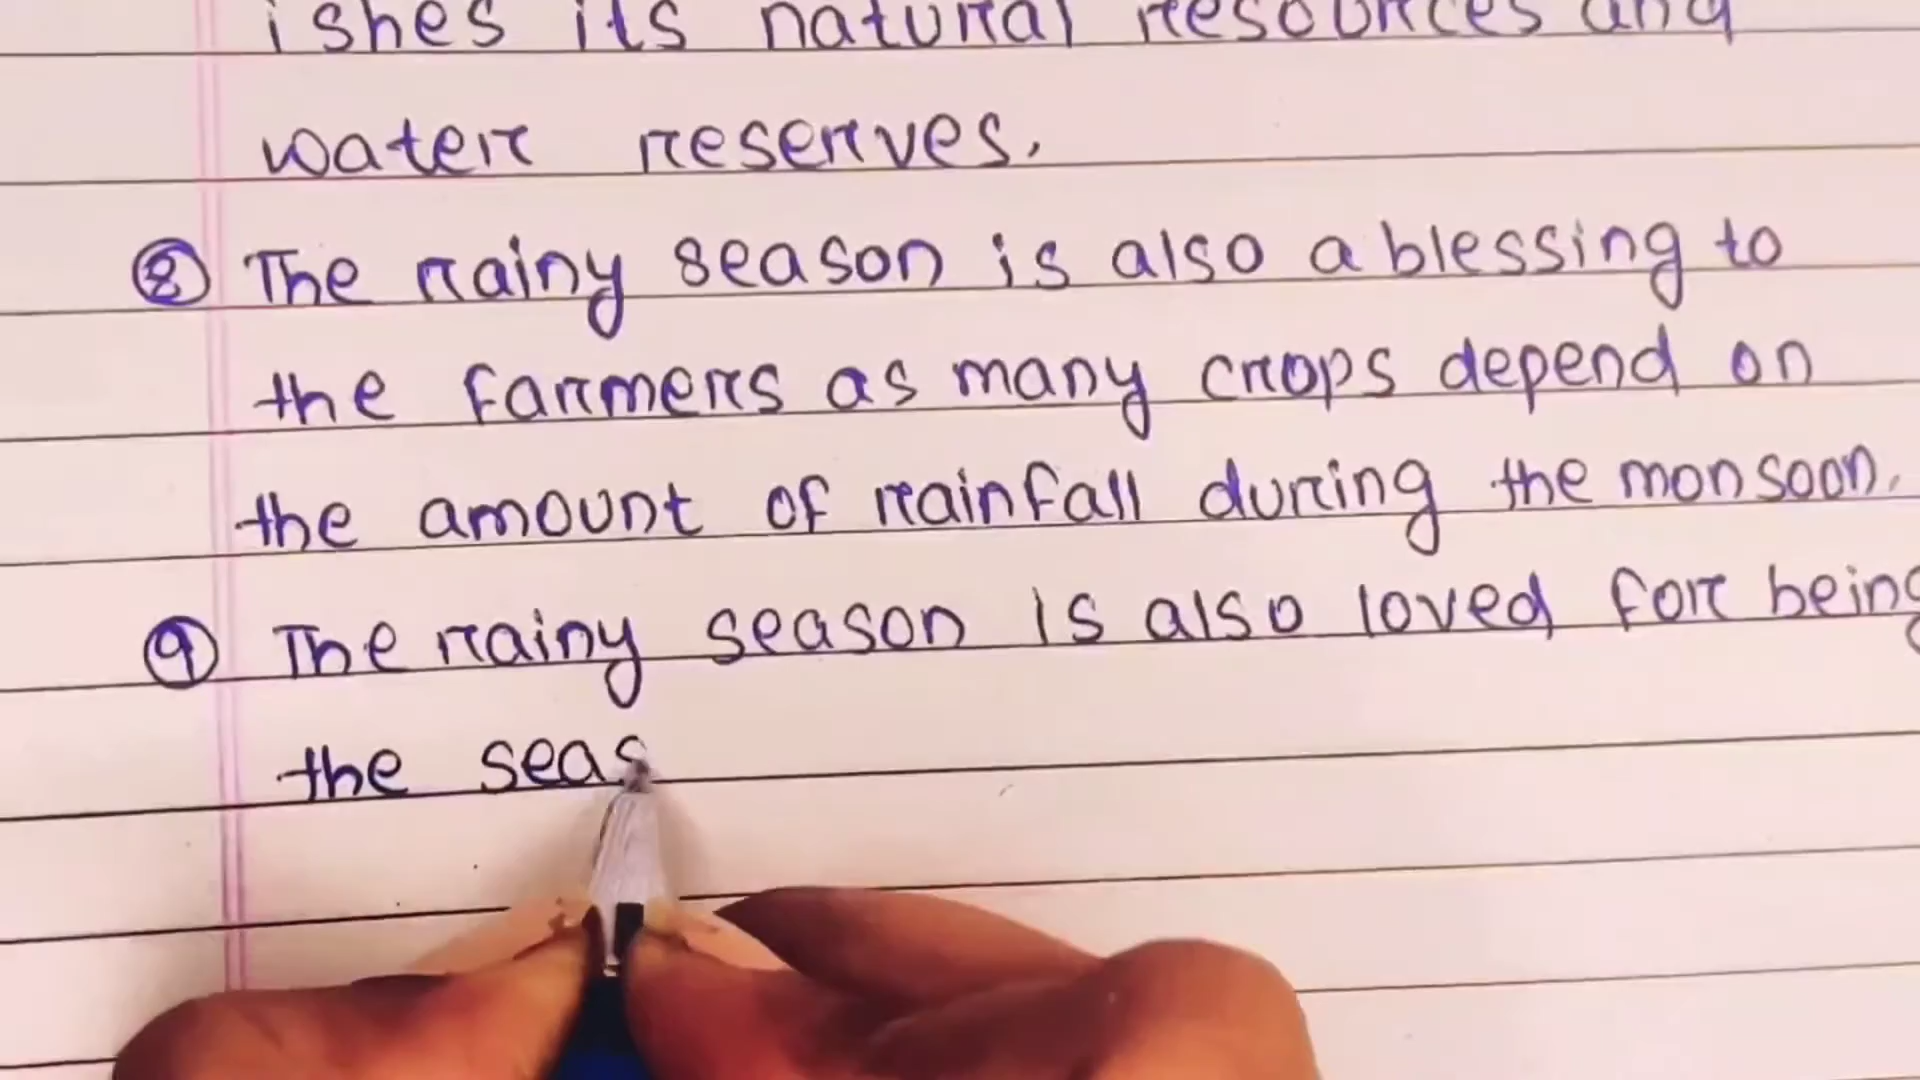 ishes its natural resources and
water reserves.
⑧ The rainy season is also a blessing to
the farmers as many crops depend on
the amount of rainfall during the monsoon.
⑨ The rainy season is also loved for being
the seas